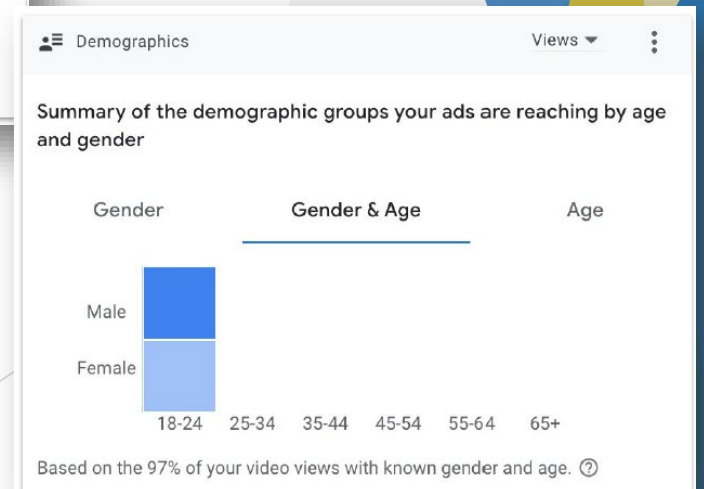 Demographics Views
Summary of the demographic groups your ads are reaching by age
and gender
Gender Gender & Age Age
Male
Female
18-24 25-34 35-44 45-54 55-64 65+
Based on the 97% of your video views with known gender and age.